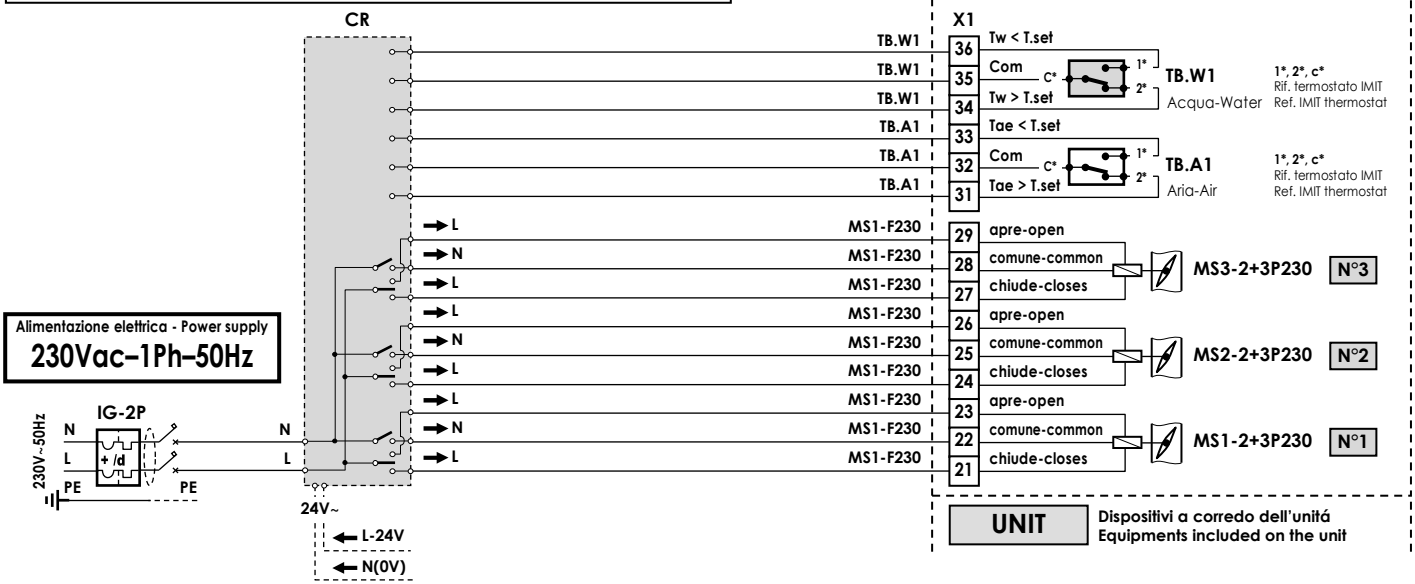 CR
X1
TB.W1
36
Tw < T.set
TB.W1
35
Com
C*
1*
2*
TB.W1
Acqua-Water
1*, 2*, c*
Rif. termostato IMIT
Ref. IMIT thermostat
TB.W1
34
Tw > T.set
TB.A1
33
Tae < T.set
TB.A1
32
Com
C*
1*
2*
TB.A1
Aria-Air
1*, 2*, c*
Rif. termostato IMIT
Ref. IMIT thermostat
TB.A1
31
Tae > T.set
L
MS1-F230
29
apre-open
N
MS1-F230
28
comune-common
MS3-2+3P230
N°3
L
MS1-F230
27
chiude-closes
L
MS1-F230
26
apre-open
N
MS1-F230
25
comune-common
MS2-2+3P230
N°2
L
MS1-F230
24
chiude-closes
L
MS1-F230
23
apre-open
N
MS1-F230
22
comune-common
MS1-2+3P230
N°1
L
MS1-F230
21
chiude-closes
Alimentazione elettrica - Power supply
230Vac–1Ph–50Hz
230V~50Hz
IG-2P
N
N
L
+ /d
L
PE
PE
24V~
L-24V
N(0V)
UNIT
Dispositivi a corredo dell'unitá
Equipments included on the unit